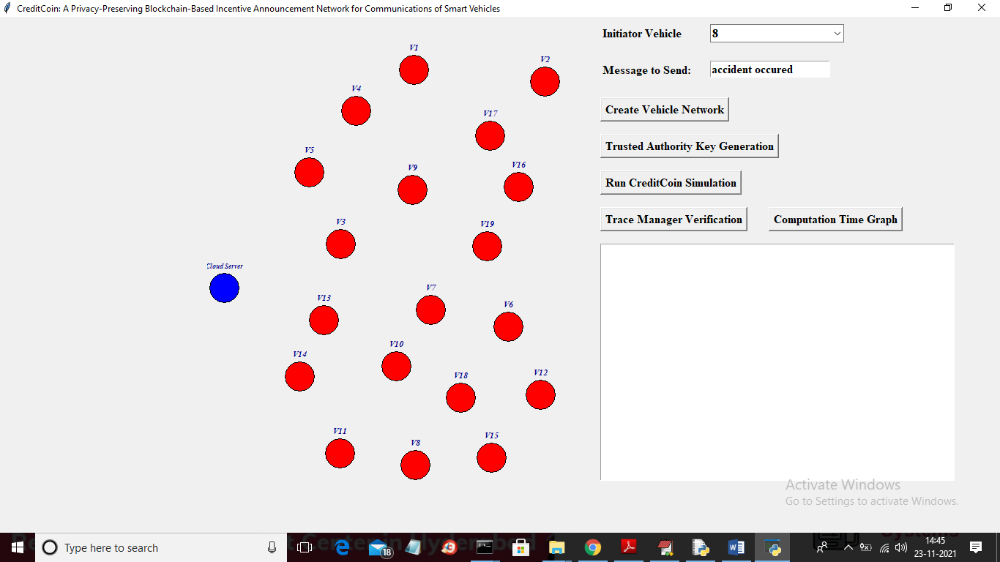 CreditCoin: A Privacy-Preserving Blockchain-Based Incentive Announcement Network for Communications of Smart Vehicles
Initiator Vehicle 8
Message to Send: accident occured
Create Vehicle Network
Trusted Authority Key Generation
Run CreditCoin Simulation
Trace Manager Verification Computation Time Graph
V1
V2
V4
V17
V5
V16
V9
V3
V19
Cloud Server
V7
V13
V6
V10
V14
V12
V18
V11
V15
V8
Activate Windows
Go to Settings to activate Windows.
Type here to search
18
14:45
23-11-2021